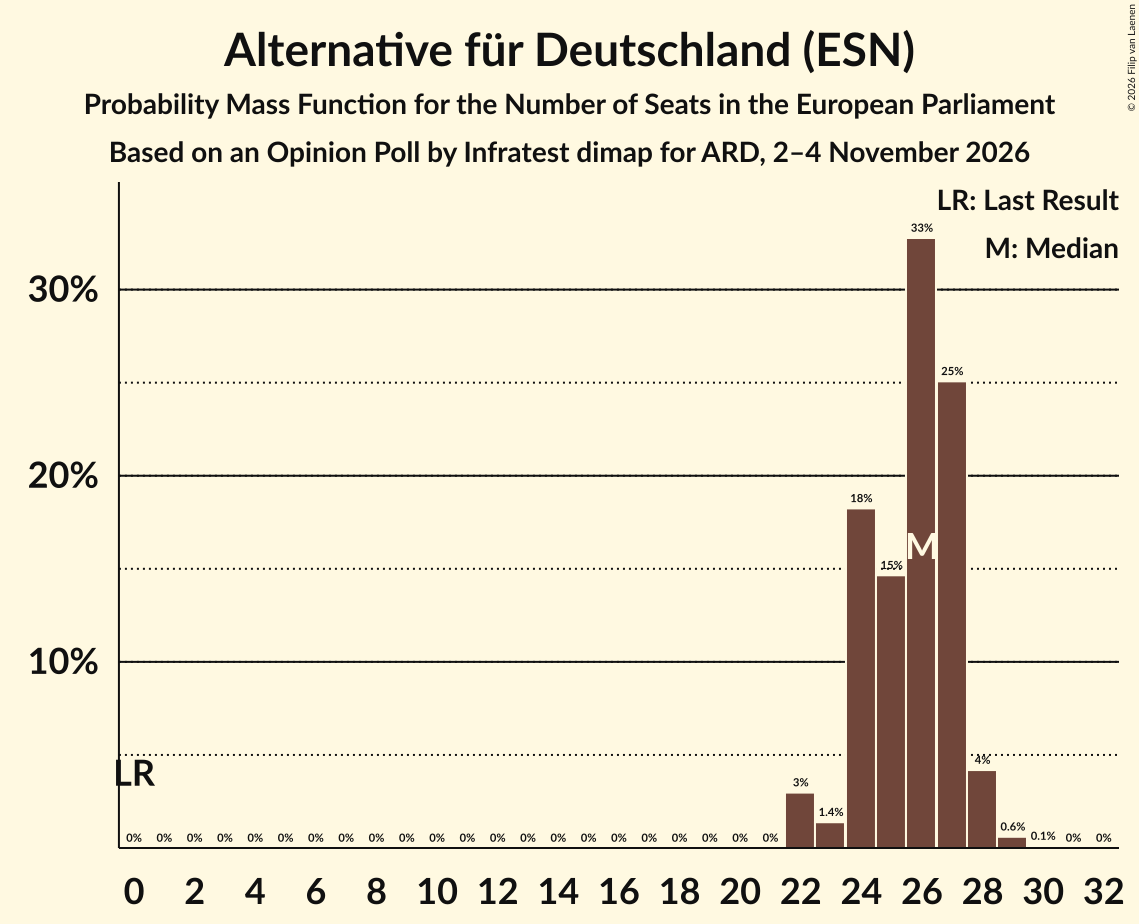 Alternative für Deutschland (ESN)
Probability Mass Function for the Number of Seats in the European Parliament
Based on an Opinion Poll by Infratest dimap for ARD, 2–4 November 2026
© 2026 Filip van Laenen
LR: Last Result
M: Median
33%
30%
25%
20%
18%
M
15%
10%
LR
4%
3%
1.4%
0.6%
0.1%
0% 0% 0% 0% 0% 0% 0% 0% 0% 0% 0% 0% 0% 0% 0% 0% 0% 0% 0% 0% 0% 0% 0% 0%
0 2 4 6 8 10 12 14 16 18 20 22 24 26 28 30 32